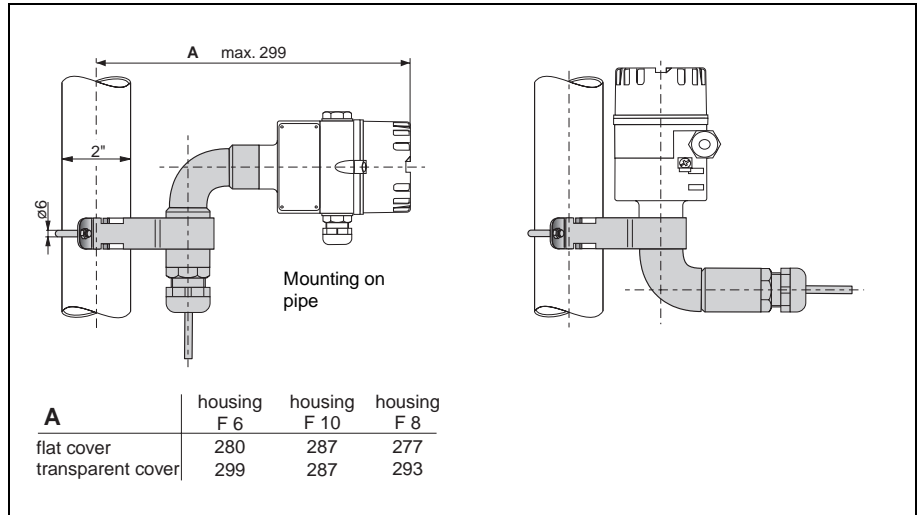 A max. 299
2"
ø6
Mounting on
pipe
A housing housing housing
F 6 F 10 F 8
flat cover 280 287 277
transparent cover 299 287 293